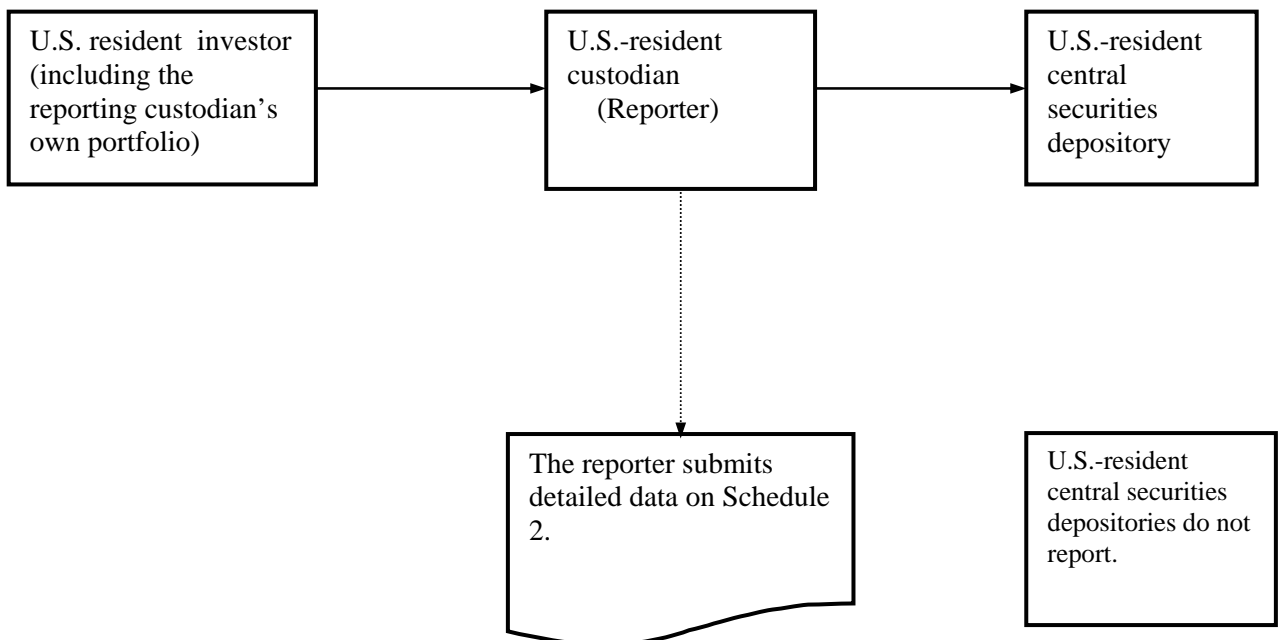 U.S. resident  investor
(including the
reporting custodian’s
own portfolio)
U.S.-resident
custodian
(Reporter)
U.S.-resident
central
securities
depository
The reporter submits
detailed data on Schedule
2.
U.S.-resident
central securities
depositories do not
report.